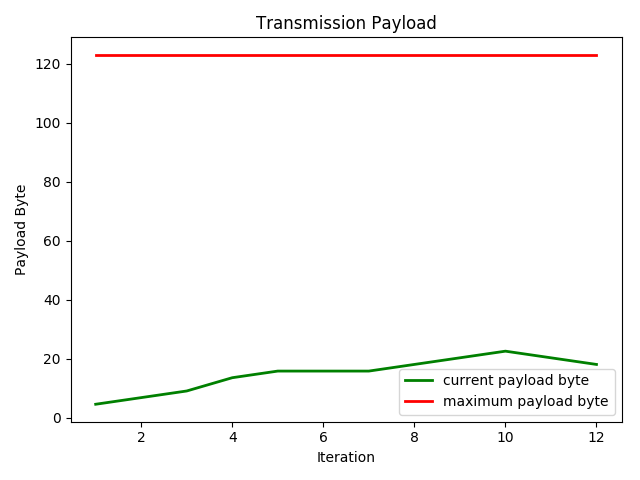 Transmission Payload
Payload Byte
120
100
80
60
40
20
0
2
4
6
8
10
12
Iteration
current payload byte
maximum payload byte